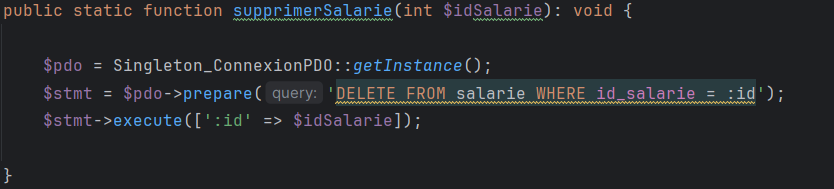 public static function supprimerSalarie(int $idSalarie): void {
$pdo = Singleton_ConnexionPDO::getInstance();
$stmt = $pdo->prepare( query: 'DELETE FROM salarie WHERE id_salarie = :id');
$stmt->execute([':id' => $idSalarie]);
}